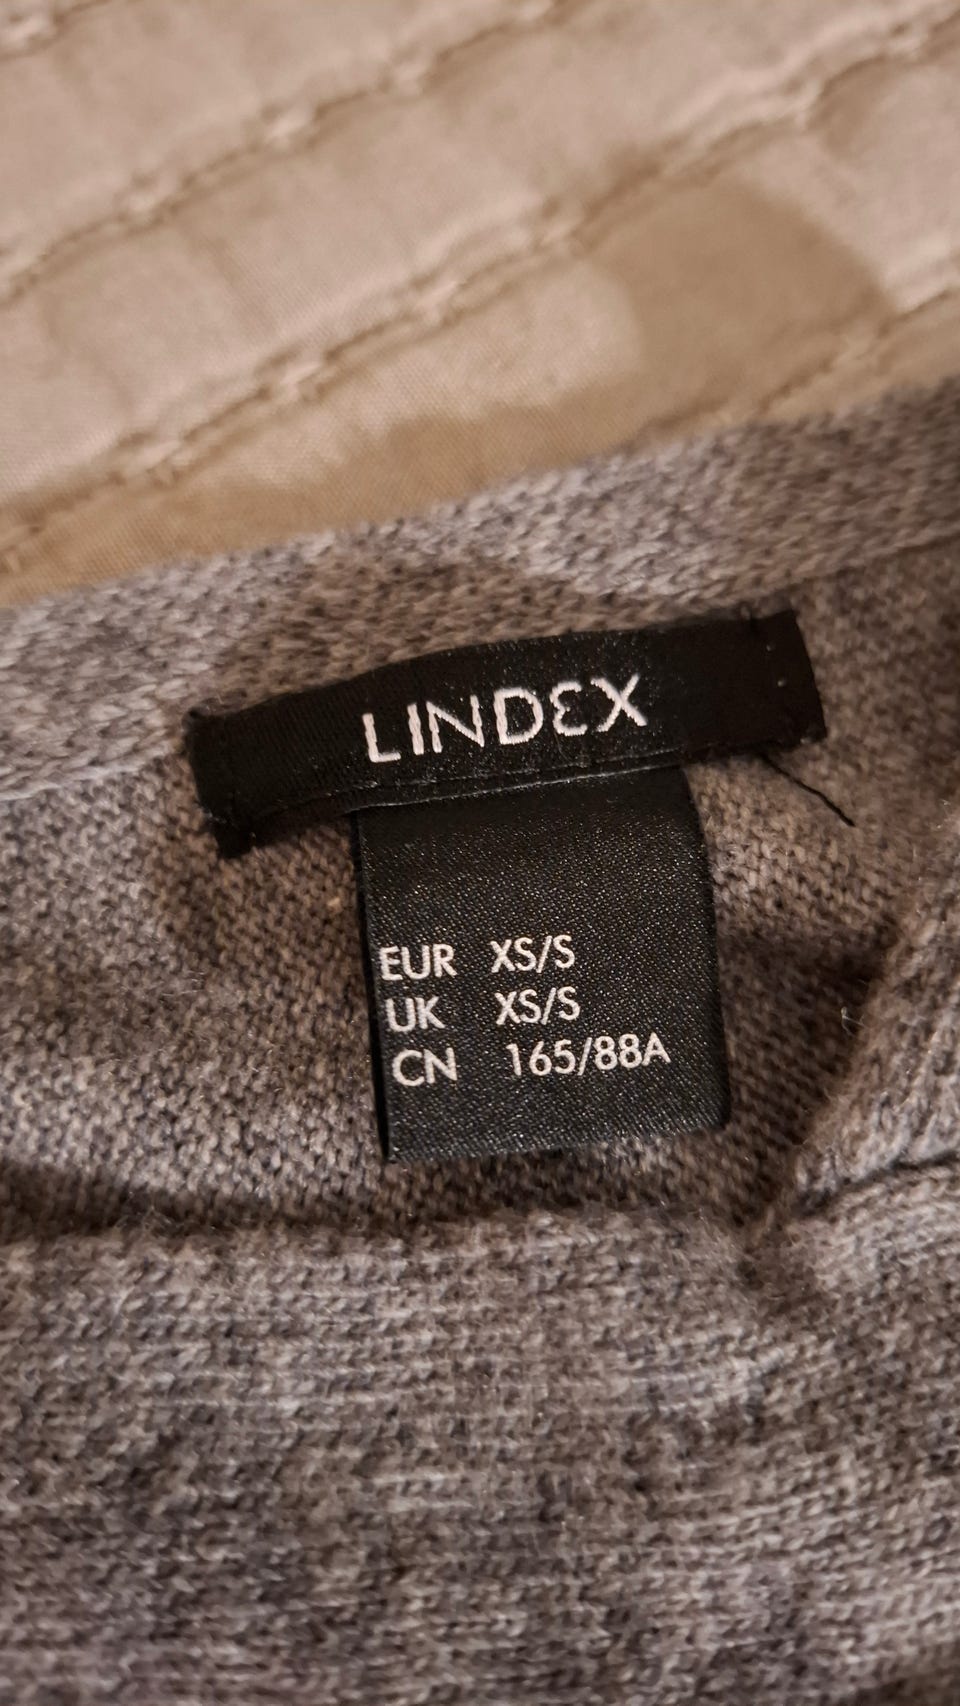 LINDEX
EUR XS/S
UK XS/S
CN 165/88A